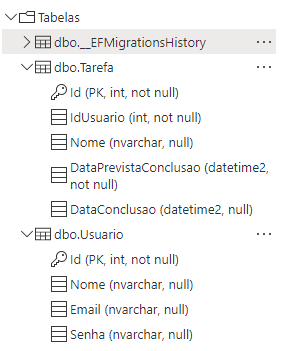 Tabelas
dbo.__EFMigrationsHistory
dbo.Tarefa
Id (PK, int, not null)
IdUsuario (int, not null)
Nome (nvarchar, null)
DataPrevistaConclusao (datetime2,
not null)
DataConclusao (datetime2, null)
dbo.Usuario
Id (PK, int, not null)
Nome (nvarchar, null)
Email (nvarchar, null)
Senha (nvarchar, null)